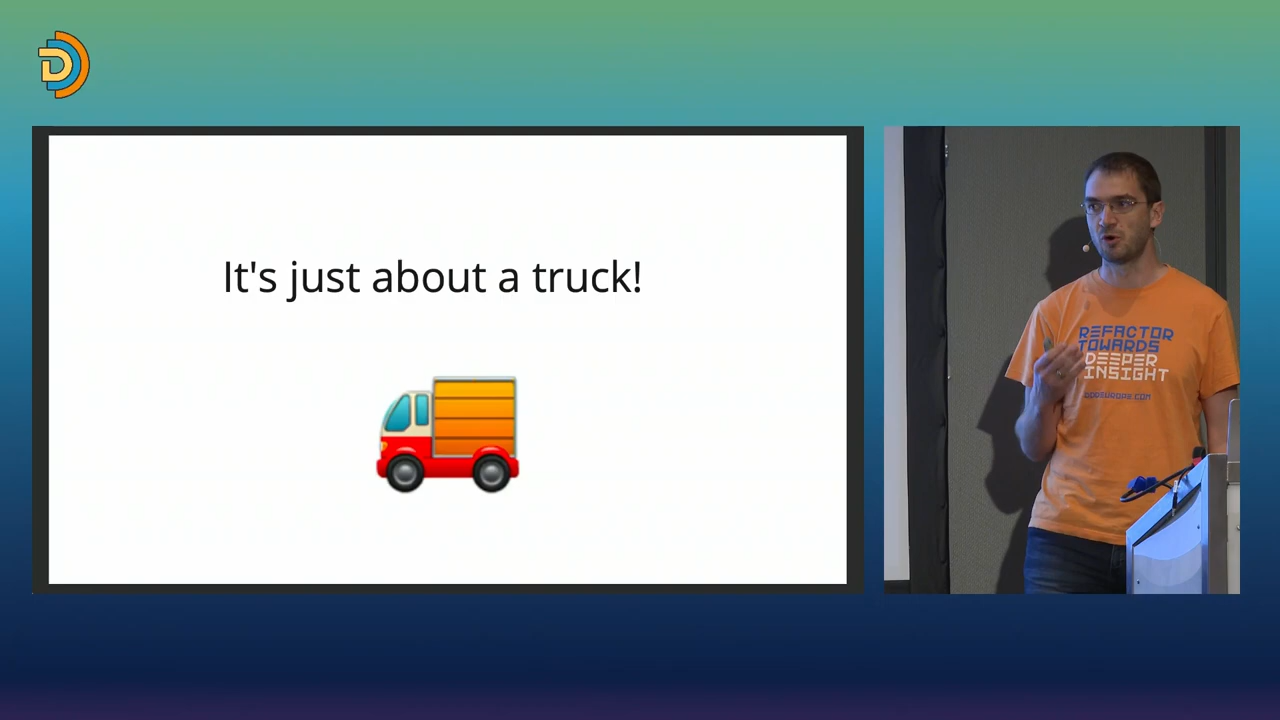 D
It's just about a truck!
REFACTOR
TOWARDS
DEEPER
INSIGHT